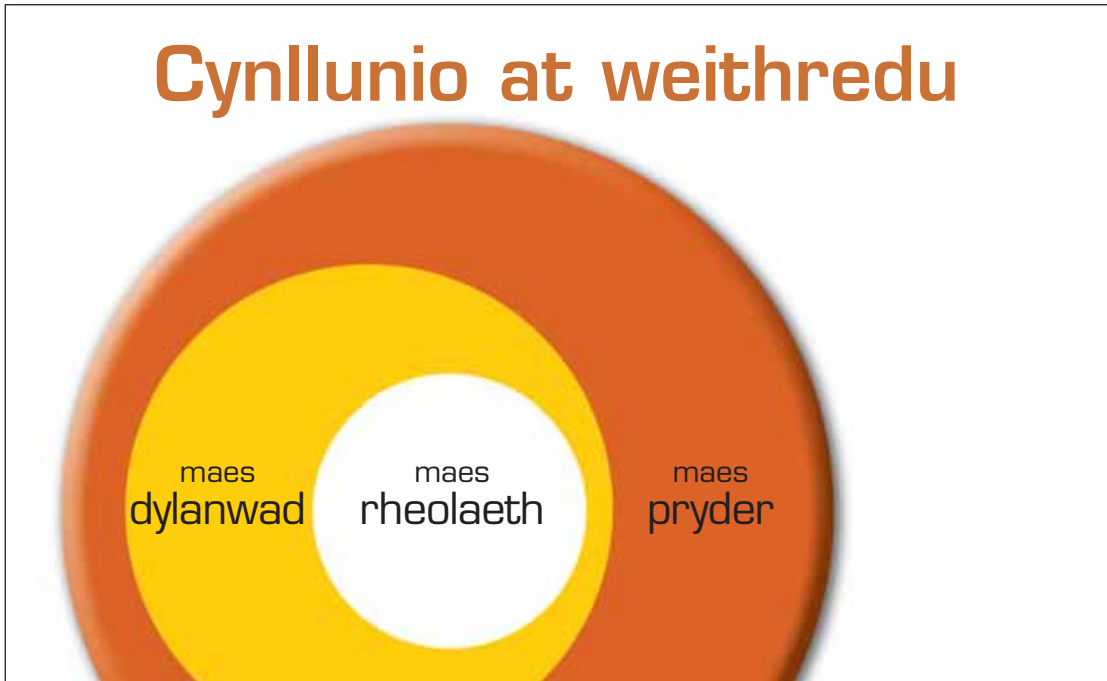 Cynllunio at weithredu
maes
dylanwad
maes
rheolaeth
maes
pryder